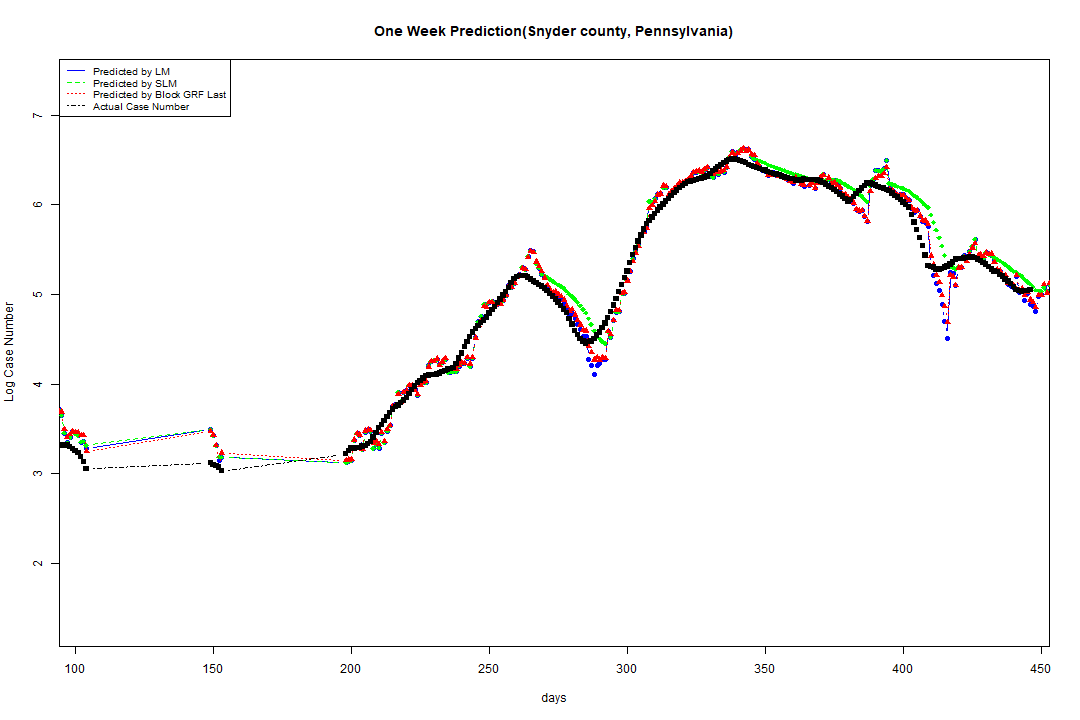 One Week Prediction(Snyder county, Pennsylvania)
Predicted by LM
Predicted by SLM
Predicted by Block GRF Last
Actual Case Number
7
6
5
4
3
2
Log Case Number
100 150 200 250 300 350 400 450
days